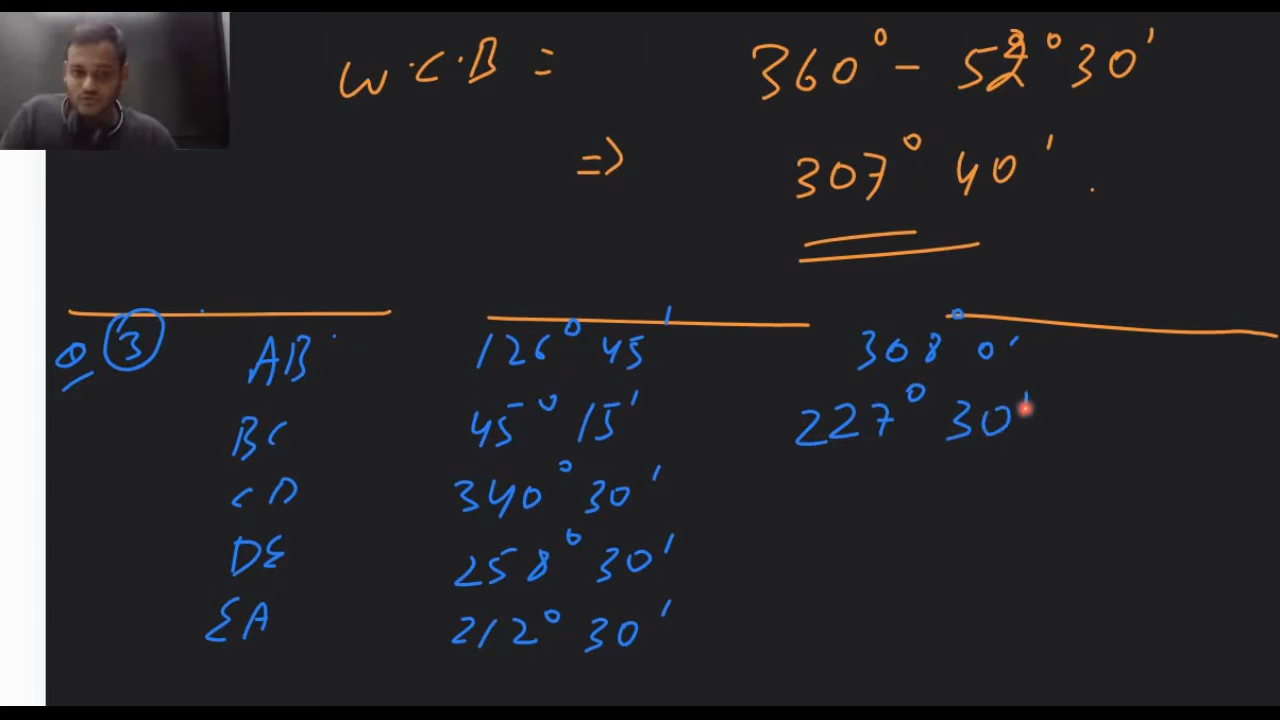 W.C.B = 360° - 52° 30'
=> 307° 40'.
Q 3 AB 126° 45' 308° 0'
BC 45° 15' 227° 30'
CD 340° 30'
DE 258° 30'
EA 212° 30'